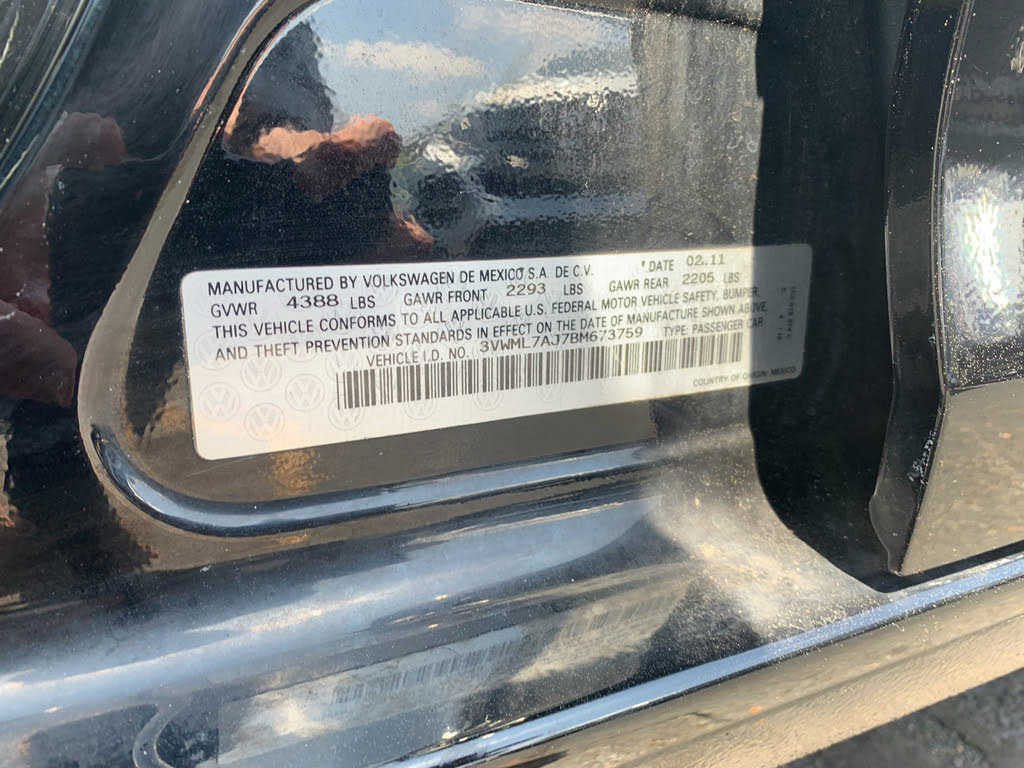 MANUFACTURED BY VOLKSWAGEN DE MEXICO S.A. DE C.V. DATE 02.11
GVWR 4388 LBS GAWR FRONT 2293 LBS GAWR REAR 2205 LBS
THIS VEHICLE CONFORMS TO ALL APPLICABLE U.S. FEDERAL MOTOR VEHICLE SAFETY, BUMPER,
AND THEFT PREVENTION STANDARDS IN EFFECT ON THE DATE OF MANUFACTURE SHOWN ABOVE.
VEHICLE I.D. NO. 3VWML7AJ7BM673759 TYPE: PASSENGER CAR
COUNTRY OF ORIGIN: MEXICO